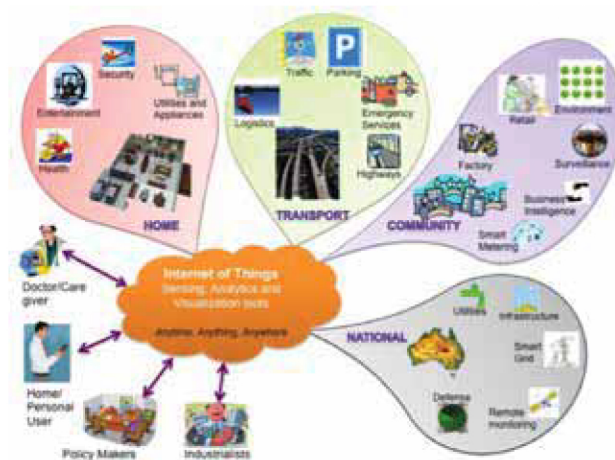 Security
Entertainment
Utilities and
Appliances
Health
HOME
Traffic
P
Parking
Logistics
Emergency
Services
Highways
TRANSPORT
Retail
Environment
Factory
Surveillance
Business
Intelligence
COMMUNITY
Smart
Metering
Internet of Things
Sensing, Analytics and
Visualization tools
Anytime, Anything, Anywhere
Doctor/Care
giver
Home/
Personal
User
Policy Makers
Industrialists
NATIONAL
Utilities
Infrastructure
Smart
Grid
Defense
Remote
monitoring